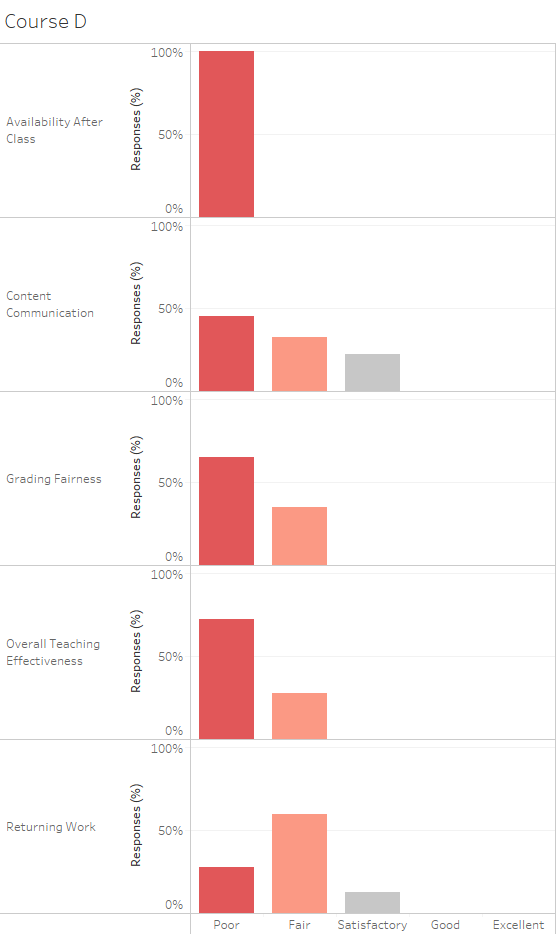 Course D
Availability After
Class
Responses (%)
100%
50%
0%
Content
Communication
Responses (%)
100%
50%
0%
Grading Fairness
Responses (%)
100%
50%
0%
Overall Teaching
Effectiveness
Responses (%)
100%
50%
0%
Returning Work
Responses (%)
100%
50%
0%
Poor Fair Satisfactory Good Excellent